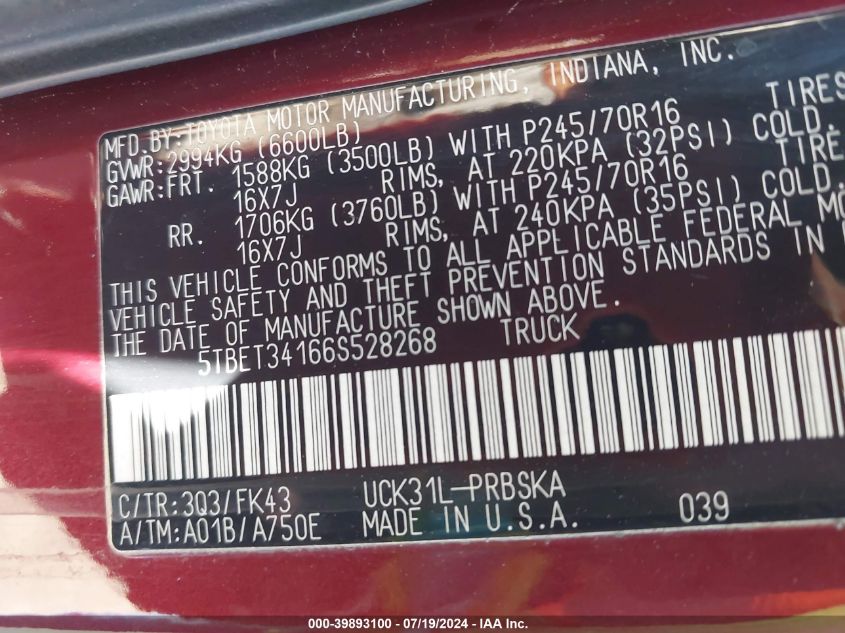 MFD.BY:TOYOTA MOTOR MANUFACTURING, INDIANA, INC.
GVWR:2994KG (6600LB)
GAWR:FRT. 1588KG (3500LB) WITH P245/70R16 TIRES
16X7J RIMS, AT 220KPA (32PSI) COLD.
RR. 1706KG (3760LB) WITH P245/70R16 TIRES
16X7J RIMS, AT 240KPA (35PSI) COLD.
THIS VEHICLE CONFORMS TO ALL APPLICABLE FEDERAL MO
VEHICLE SAFETY AND THEFT PREVENTION STANDARDS IN
THE DATE OF MANUFACTURE SHOWN ABOVE.
5TBET34166S528268 TRUCK
C/TR:3Q3/FK43 UCK31L-PRBSKA
A/TM:A01B/A750E MADE IN U.S.A. 039
000-39893100 - 07/19/2024 - IAA Inc.